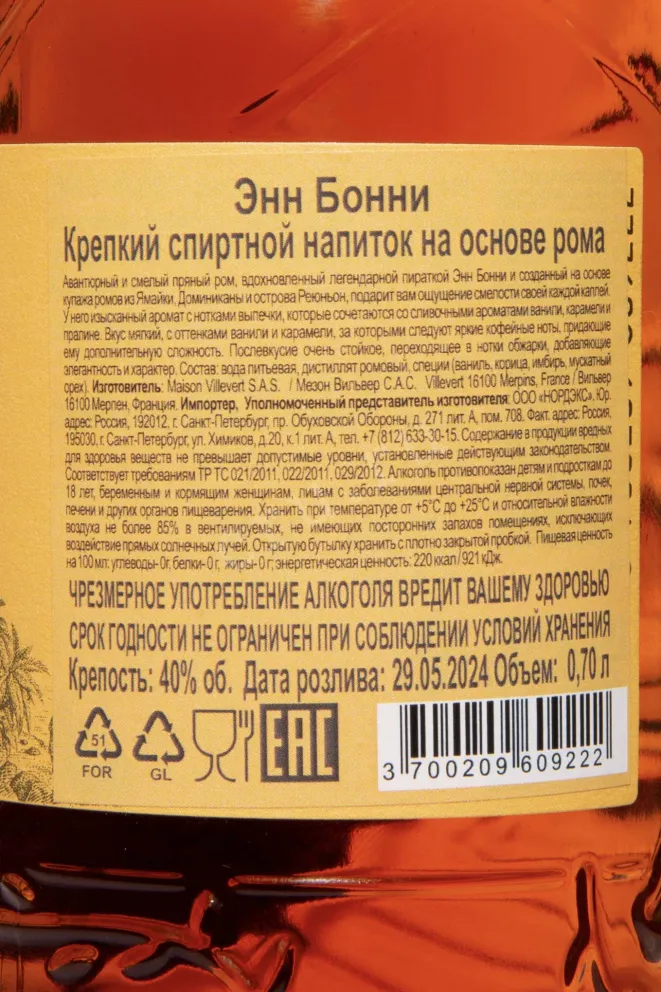 Энн Бонни
Крепкий спиртной напиток на основе рома
Авантюрный и смелый пряный ром, вдохновленный легендарной пираткой Энн Бонни и созданный на основе
купажа ромов из Ямайки, Доминиканы и острова Реюньон, подарит вам ощущение смелости своей каждой каплей.
У него изысканный аромат с нотками выпечки, которые сочетаются со сливочными ароматами ванили, карамели и
пралине. Вкус мягкий, с оттенками ванили и карамели, за которыми следуют яркие кофейные ноты, придающие
ему дополнительную сложность. Послевкусие очень стойкое, переходящее в нотки обжарки, добавляющие
элегантность и характер. Состав: вода питьевая, дистиллят ромовый, специи (ваниль, корица, имбирь, мускатный
орех). Изготовитель: Maison Villevert S.A.S. / Мезон Вильвер С.А.С. Villevert 16100 Merpins, France / Вильвер
16100 Мерпен, Франция. Импортер, Уполномоченный представитель изготовителя: ООО «НОРДЭКС». Юр.
адрес: Россия, 192012, г. Санкт-Петербург, пр. Обуховской Обороны, д. 271 лит. А, пом. 708. Факт. адрес: Россия,
195030, г. Санкт-Петербург, ул. Химиков, д.20, к.1 лит. А, тел. +7 (812) 633-30-15. Содержание в продукции вредных
для здоровья веществ не превышает допустимые уровни, установленные действующим законодательством.
Соответствует требованиям ТР ТС 021/2011, 022/2011, 029/2012. Алкоголь противопоказан детям и подросткам до
18 лет, беременным и кормящим женщинам, лицам с заболеваниями центральной нервной системы, почек,
печени и других органов пищеварения. Хранить при температуре от +5°С до +25°С и относительной влажности
воздуха не более 85% в вентилируемых, не имеющих посторонних запахов помещениях, исключающих
воздействие прямых солнечных лучей. Открытую бутылку хранить с плотно закрытой пробкой. Пищевая ценность
на 100 мл: углеводы- 0г, белки- 0 г, жиры- 0 г; энергетическая ценность: 220 ккал / 921 кДж.
ЧРЕЗМЕРНОЕ УПОТРЕБЛЕНИЕ АЛКОГОЛЯ ВРЕДИТ ВАШЕМУ ЗДОРОВЬЮ
СРОК ГОДНОСТИ НЕ ОГРАНИЧЕН ПРИ СОБЛЮДЕНИИ УСЛОВИЙ ХРАНЕНИЯ
Крепость: 40% об. Дата розлива: 29.05.2024 Объем: 0,70 л
51
FOR
GL
EAC
3 700209 609222